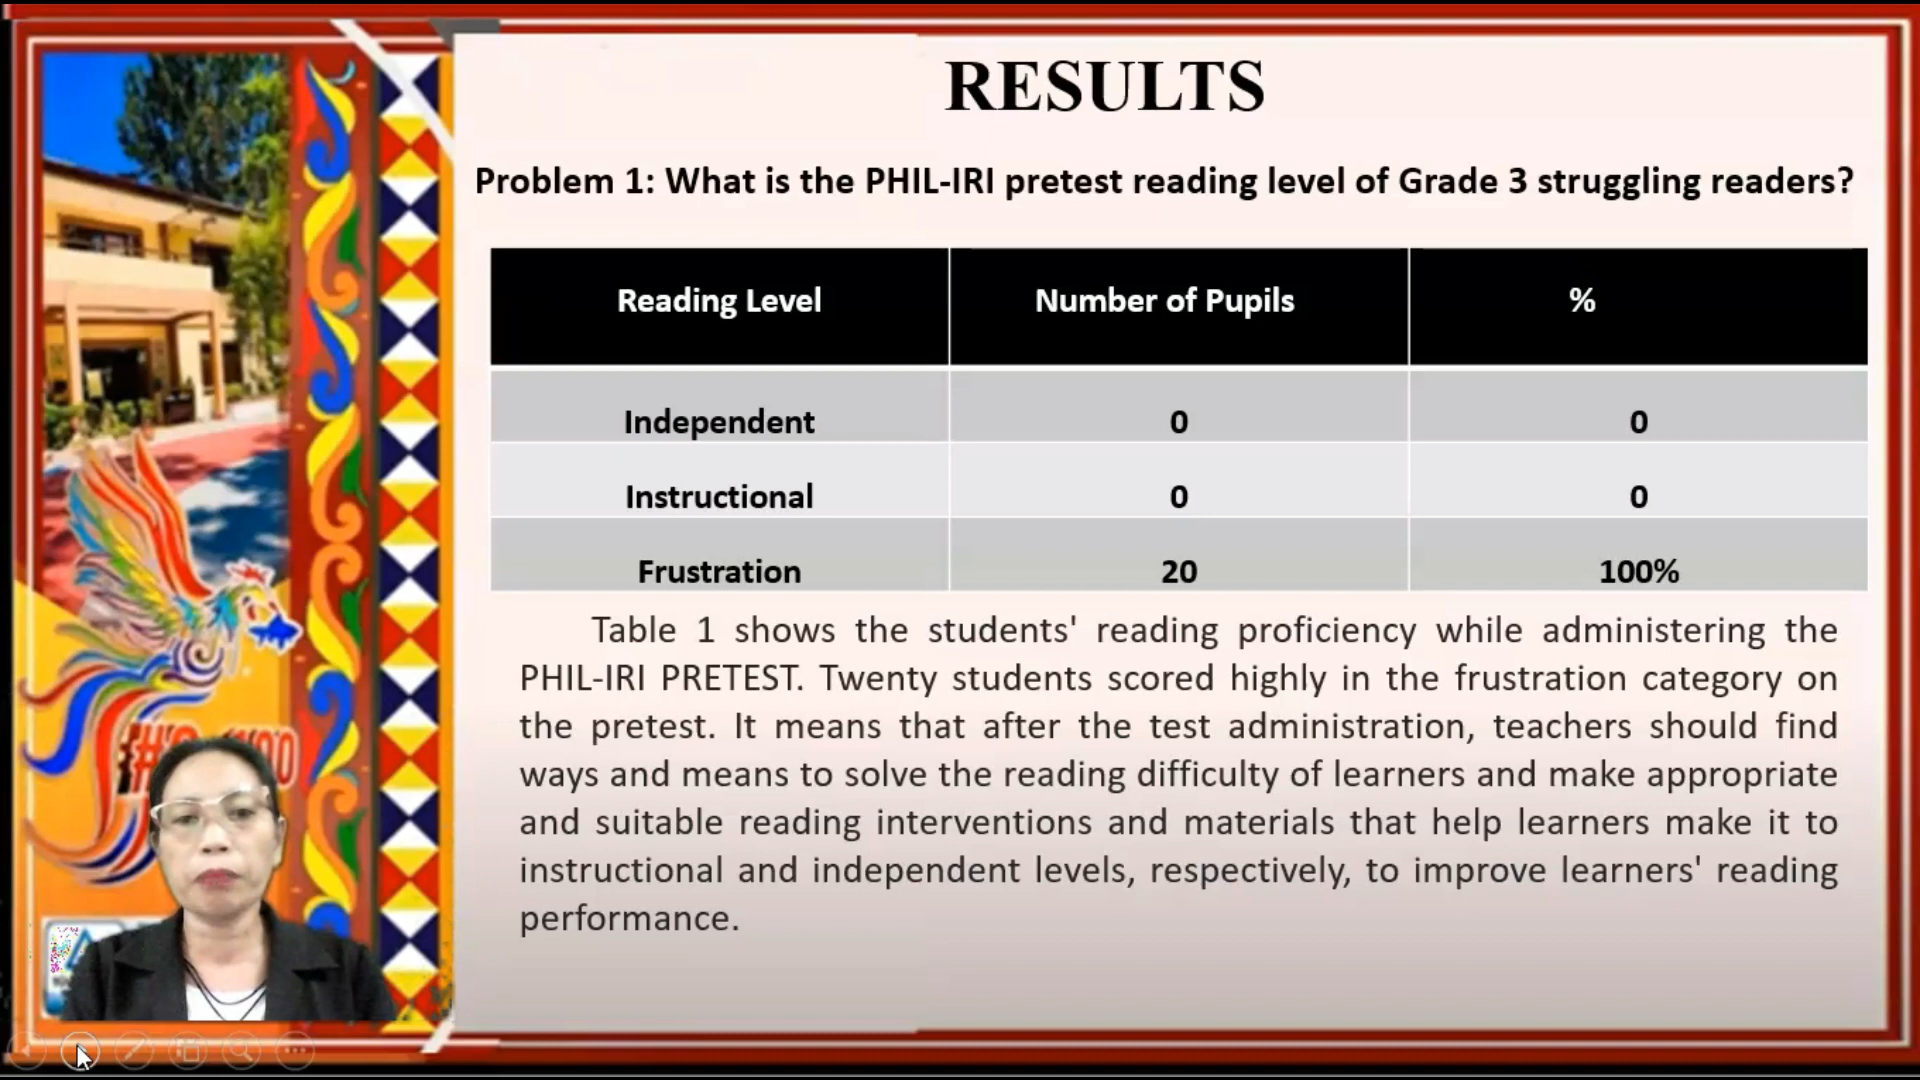 RESULTS
Problem 1: What is the PHIL-IRI pretest reading level of Grade 3 struggling readers?
Reading Level Number of Pupils %
Independent 0 0
Instructional 0 0
Frustration 20 100%
Table 1 shows the students' reading proficiency while administering the
PHIL-IRI PRETEST. Twenty students scored highly in the frustration category on
the pretest. It means that after the test administration, teachers should find
ways and means to solve the reading difficulty of learners and make appropriate
and suitable reading interventions and materials that help learners make it to
instructional and independent levels, respectively, to improve learners' reading
performance.